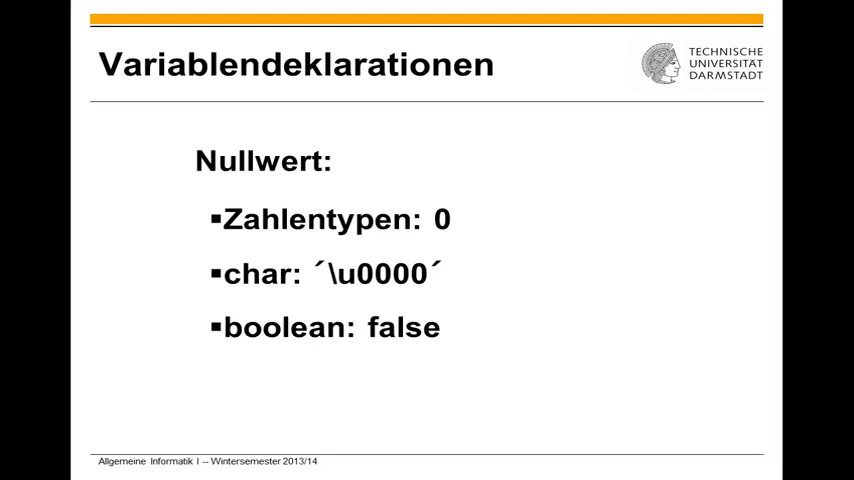 Variablendeklarationen
TECHNISCHE
UNIVERSITÄT
DARMSTADT
Nullwert:
▪Zahlentypen: 0
▪char: ´\u0000´
▪boolean: false
Allgemeine Informatik I -- Wintersemester 2013/14